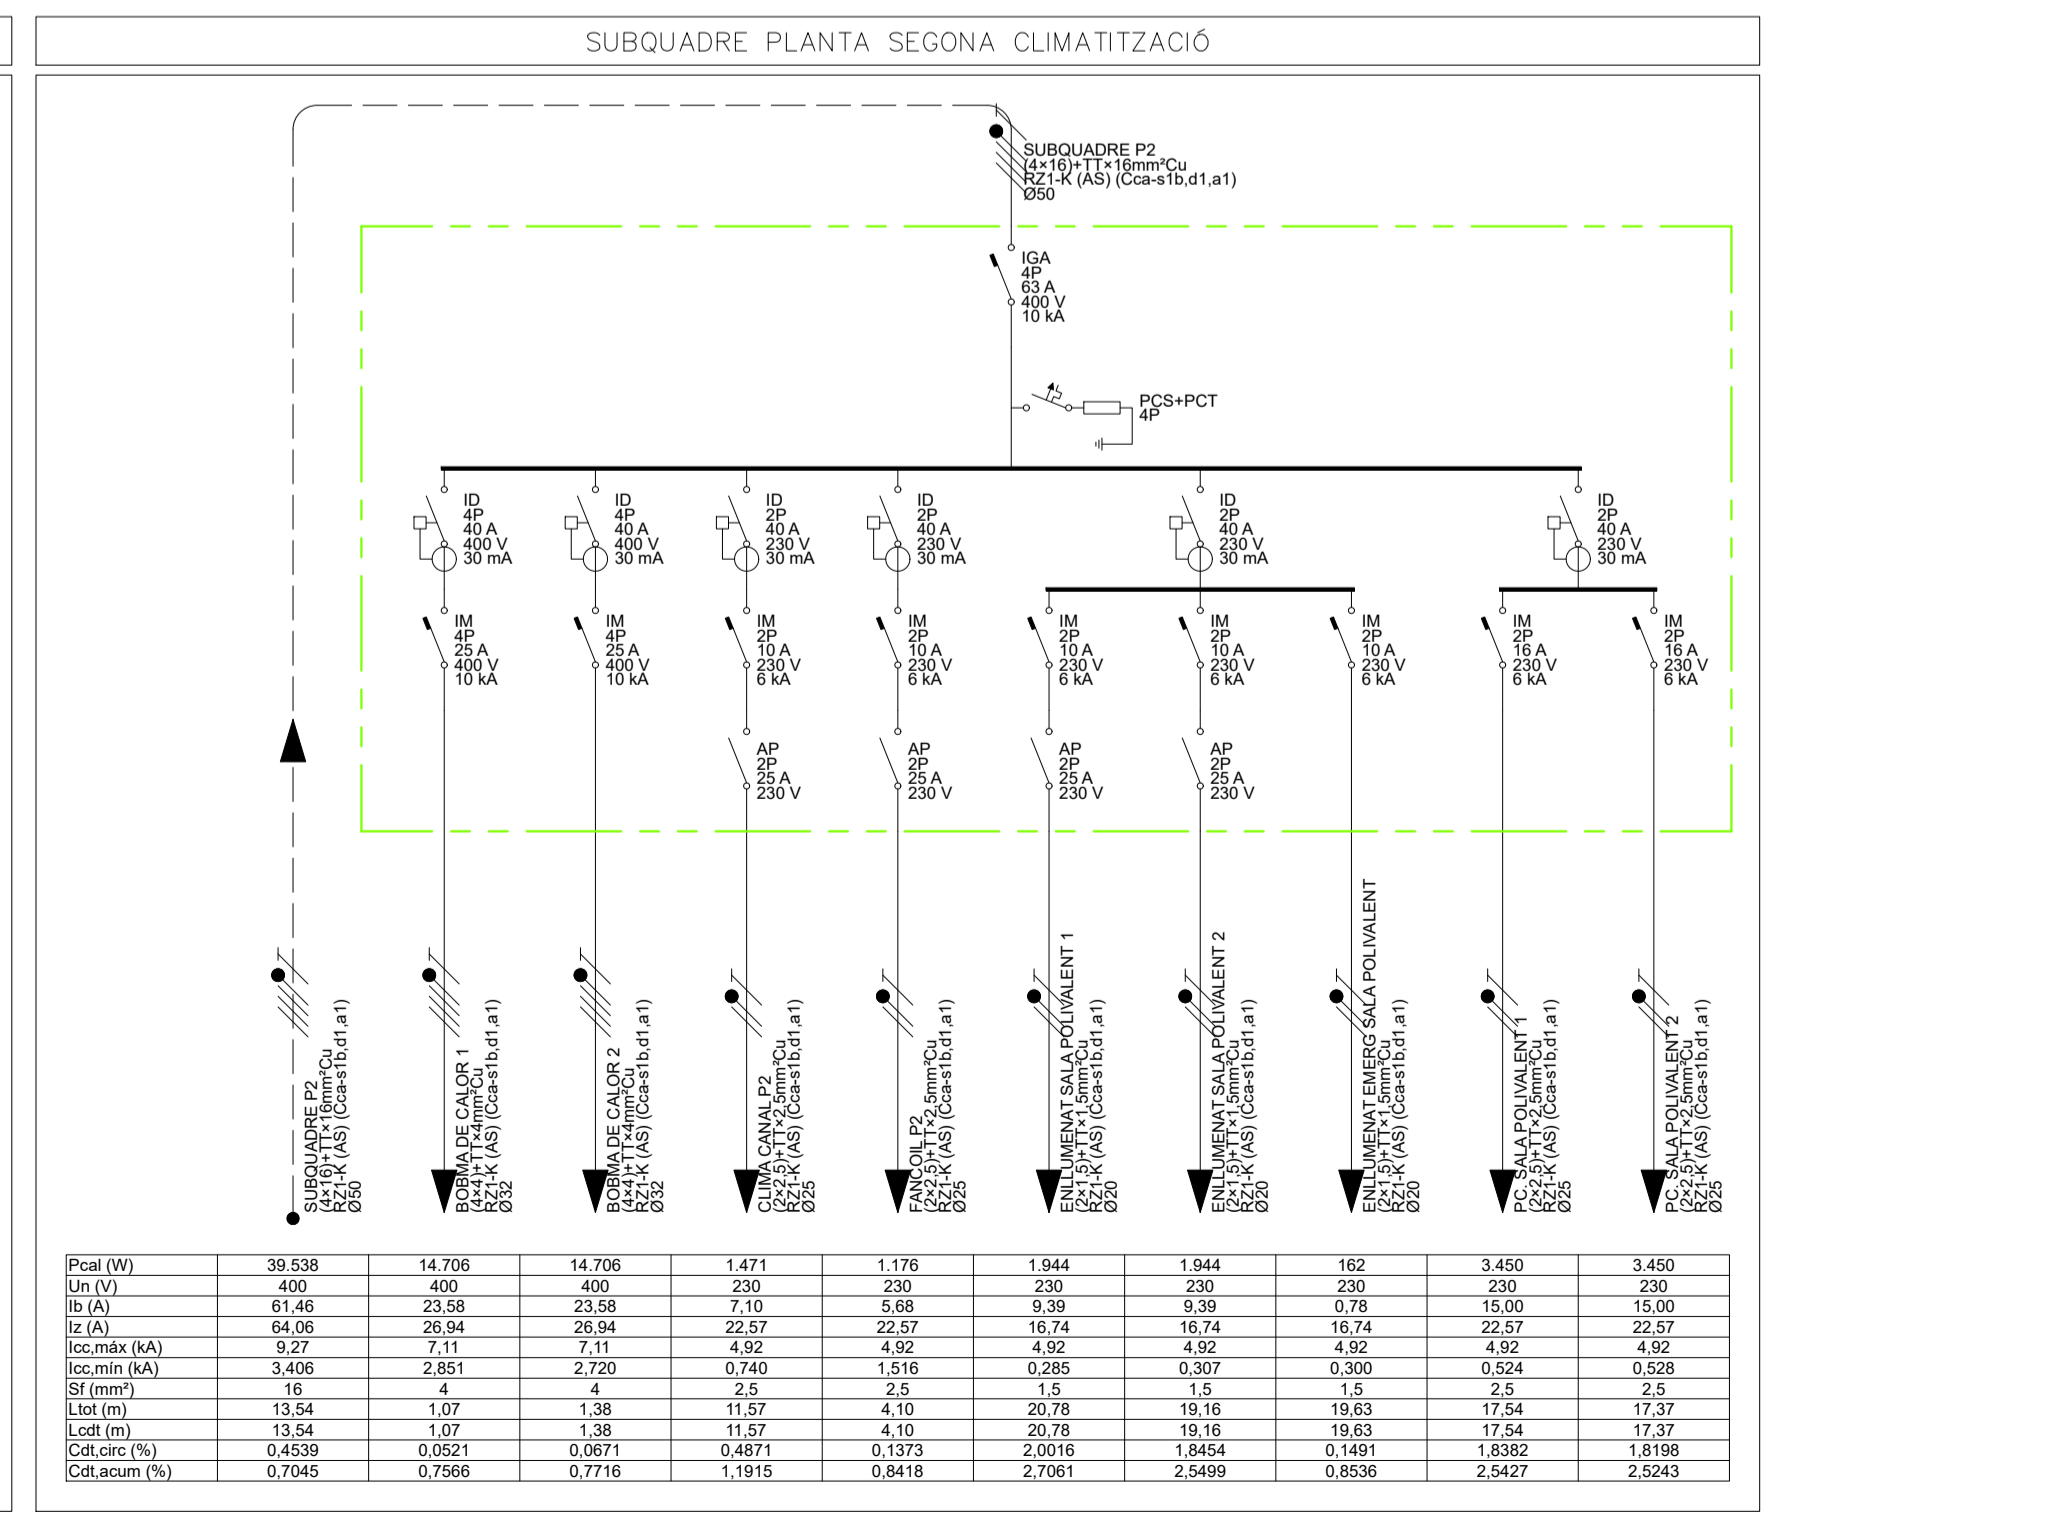 SUBQUADRE PLANTA SEGONA CLIMATITZACIÓ
SUBQUADRE P2
(4×16)+TT×16mm²Cu
RZ1-K (AS) (Cca-s1b,d1,a1)
Ø50
IGA
4P
63 A
400 V
10 kA
PCS+PCT
4P
ID
4P
40 A
400 V
30 mA
ID
4P
40 A
400 V
30 mA
ID
2P
40 A
230 V
30 mA
ID
2P
40 A
230 V
30 mA
ID
2P
40 A
230 V
30 mA
ID
2P
40 A
230 V
30 mA
IM
4P
25 A
400 V
10 kA
IM
4P
25 A
400 V
10 kA
IM
2P
10 A
230 V
6 kA
IM
2P
10 A
230 V
6 kA
IM
2P
10 A
230 V
6 kA
IM
2P
10 A
230 V
6 kA
IM
2P
10 A
230 V
6 kA
IM
2P
16 A
230 V
6 kA
IM
2P
16 A
230 V
6 kA
AP
2P
25 A
230 V
AP
2P
25 A
230 V
AP
2P
25 A
230 V
AP
2P
25 A
230 V
SUBQUADRE P2
(4×16)+TT×16mm²Cu
RZ1-K (AS) (Cca-s1b,d1,a1)
Ø50
BOBMA DE CALOR 1
(4×4)+TT×4mm²Cu
RZ1-K (AS) (Cca-s1b,d1,a1)
Ø32
BOBMA DE CALOR 2
(4×4)+TT×4mm²Cu
RZ1-K (AS) (Cca-s1b,d1,a1)
Ø32
CLIMA CANAL P2
(2×2,5)+TT×2,5mm²Cu
RZ1-K (AS) (Cca-s1b,d1,a1)
Ø25
FANCOIL P2
(2×2,5)+TT×2,5mm²Cu
RZ1-K (AS) (Cca-s1b,d1,a1)
Ø25
ENLLUMENAT SALA POLIVALENT 1
(2×1,5)+TT×1,5mm²Cu
RZ1-K (AS) (Cca-s1b,d1,a1)
Ø20
ENLLUMENAT SALA POLIVALENT 2
(2×1,5)+TT×1,5mm²Cu
RZ1-K (AS) (Cca-s1b,d1,a1)
Ø20
ENLLUMENAT EMERG SALA POLIVALENT
(2×1,5)+TT×1,5mm²Cu
RZ1-K (AS) (Cca-s1b,d1,a1)
Ø20
PC. SALA POLIVALENT 1
(2×2,5)+TT×2,5mm²Cu
RZ1-K (AS) (Cca-s1b,d1,a1)
Ø25
PC. SALA POLIVALENT 2
(2×2,5)+TT×2,5mm²Cu
RZ1-K (AS) (Cca-s1b,d1,a1)
Ø25
Pcal (W) 39.538 14.706 14.706 1.471 1.176 1.944 1.944 162 3.450 3.450
Un (V) 400 400 400 230 230 230 230 230 230 230
Ib (A) 61,46 23,58 23,58 7,10 5,68 9,39 9,39 0,78 15,00 15,00
Iz (A) 64,06 26,94 26,94 22,57 22,57 16,74 16,74 16,74 22,57 22,57
Icc,máx (kA) 9,27 7,11 7,11 4,92 4,92 4,92 4,92 4,92 4,92 4,92
Icc,mín (kA) 3,406 2,851 2,720 0,740 1,516 0,285 0,307 0,300 0,524 0,528
Sf (mm²) 16 4 4 2,5 2,5 1,5 1,5 1,5 2,5 2,5
Ltot (m) 13,54 1,07 1,38 11,57 4,10 20,78 19,16 19,63 17,54 17,37
Lcdt (m) 13,54 1,07 1,38 11,57 4,10 20,78 19,16 19,63 17,54 17,37
Cdt,circ (%) 0,4539 0,0521 0,0671 0,4871 0,1373 2,0016 1,8454 0,1491 1,8382 1,8198
Cdt,acum (%) 0,7045 0,7566 0,7716 1,1915 0,8418 2,7061 2,5499 0,8536 2,5427 2,5243